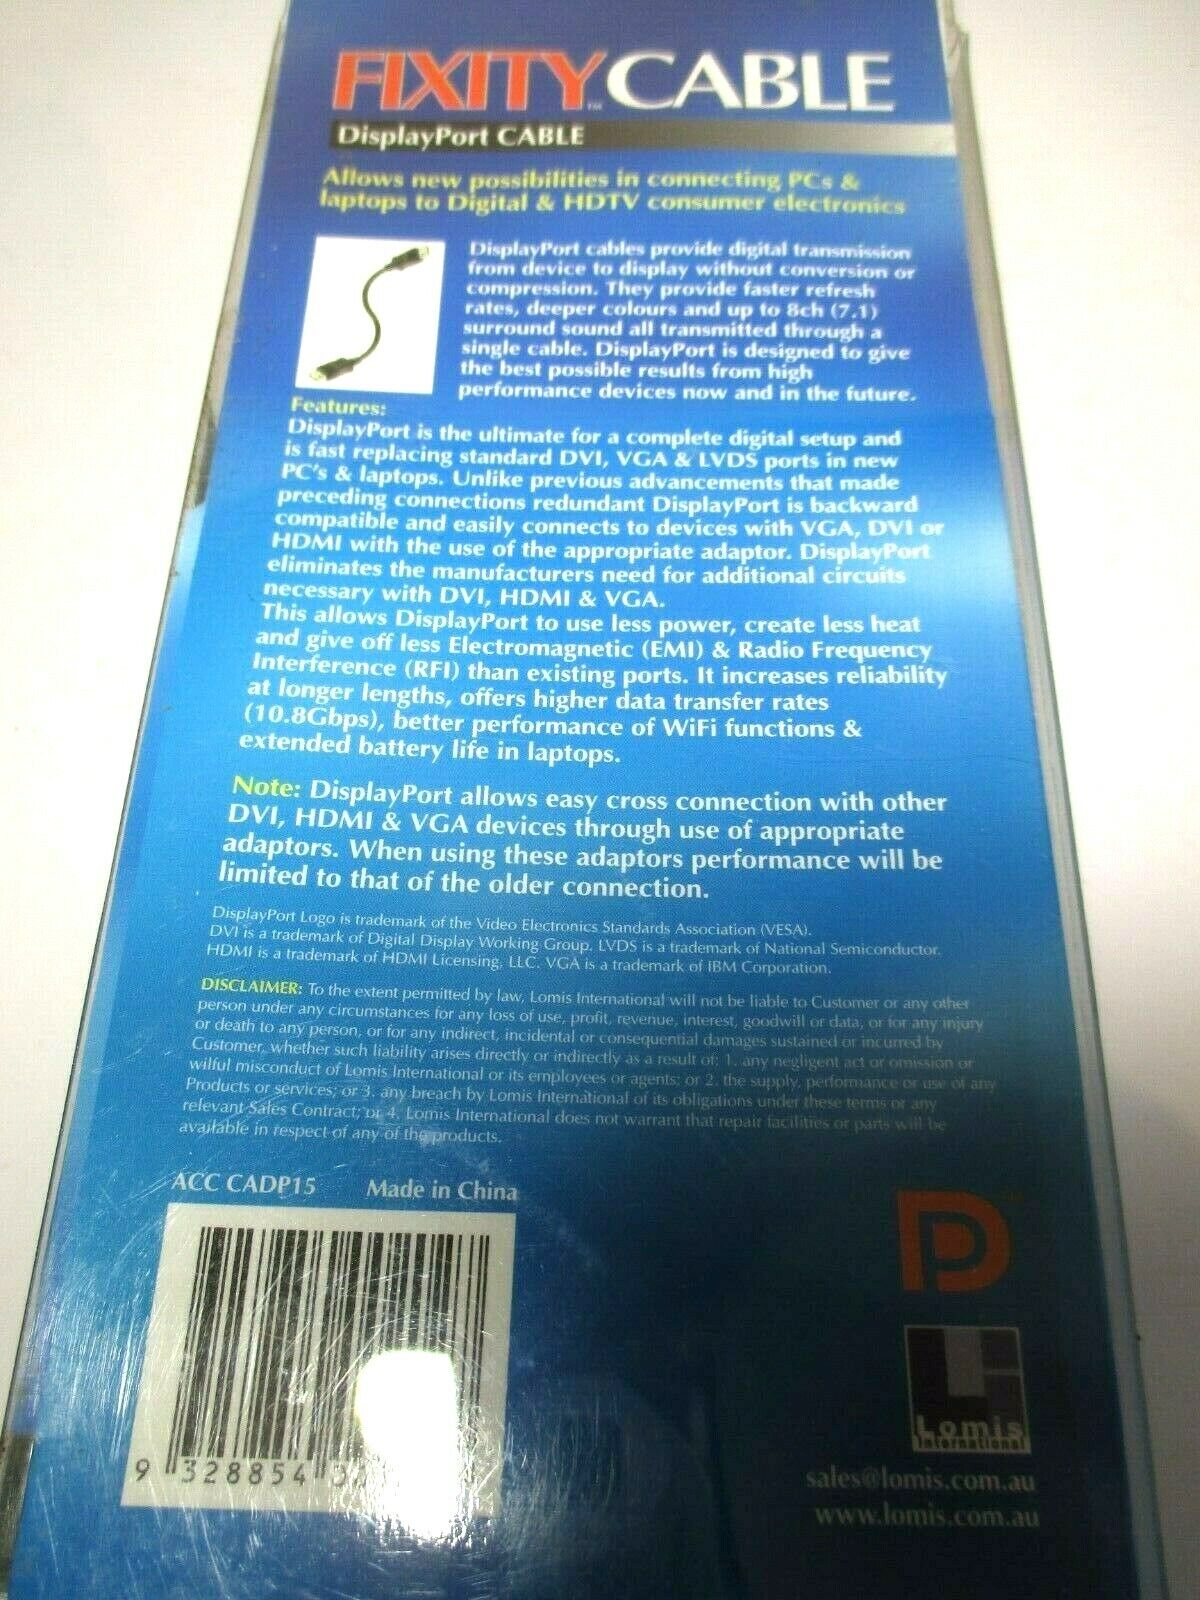 FIXITY™ CABLE
DisplayPort CABLE
Allows new possibilities in connecting PCs &
laptops to Digital & HDTV consumer electronics
DisplayPort cables provide digital transmission
from device to display without conversion or
compression. They provide faster refresh
rates, deeper colours and up to 8ch (7.1)
surround sound all transmitted through a
single cable. DisplayPort is designed to give
the best possible results from high
performance devices now and in the future.
Features:
DisplayPort is the ultimate for a complete digital setup and
is fast replacing standard DVI, VGA & LVDS ports in new
PC's & laptops. Unlike previous advancements that made
preceding connections redundant DisplayPort is backward
compatible and easily connects to devices with VGA, DVI or
HDMI with the use of the appropriate adaptor. DisplayPort
eliminates the manufacturers need for additional circuits
necessary with DVI, HDMI & VGA.
This allows DisplayPort to use less power, create less heat
and give off less Electromagnetic (EMI) & Radio Frequency
Interference (RFI) than existing ports. It increases reliability
at longer lengths, offers higher data transfer rates
(10.8Gbps), better performance of WiFi functions &
extended battery life in laptops.
Note: DisplayPort allows easy cross connection with other
DVI, HDMI & VGA devices through use of appropriate
adaptors. When using these adaptors performance will be
limited to that of the older connection.
DisplayPort Logo is trademark of the Video Electronics Standards Association (VESA).
DVI is a trademark of Digital Display Working Group. LVDS is a trademark of National Semiconductor.
HDMI is a trademark of HDMI Licensing, LLC. VGA is a trademark of IBM Corporation.
DISCLAIMER: To the extent permitted by law, Lomis International will not be liable to Customer or any other
person under any circumstances for any loss of use, profit, revenue, interest, goodwill or data, or for any injury
or death to any person, or for any indirect, incidental or consequential damages sustained or incurred by
Customer, whether such liability arises directly or indirectly as a result of: 1. any negligent act or omission or
wilful misconduct of Lomis International or its employees or agents; or 2. the supply, performance or use of any
Products or services; or 3. any breach by Lomis International of its obligations under these terms or any
relevant Sales Contract; or 4. Lomis International does not warrant that repair facilities or parts will be
available in respect of any of the products.
ACC CADP15 Made in China
9 328854
Lomis
International
sales@lomis.com.au
www.lomis.com.au